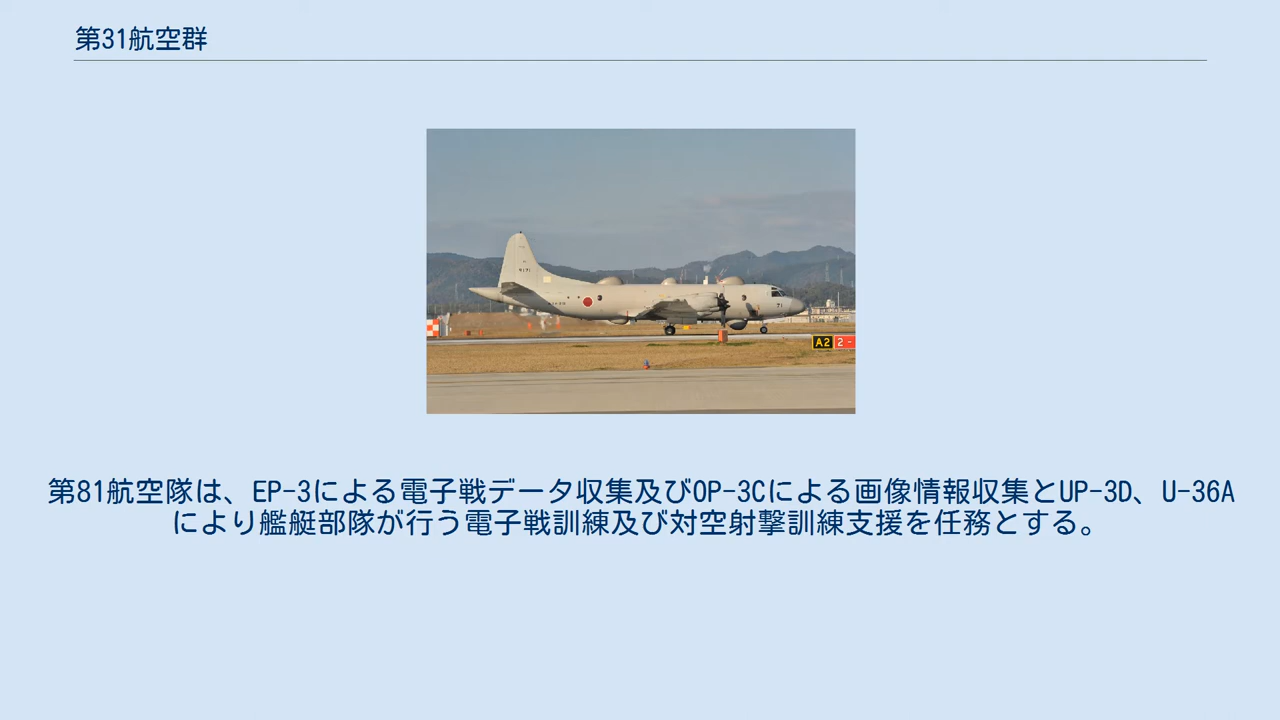 第31航空群
A2 2 -
71
第81航空隊は、EP-3による電子戦データ収集及びOP-3Cによる画像情報収集とUP-3D、U-36A
により艦艇部隊が行う電子戦訓練及び対空射撃訓練支援を任務とする。